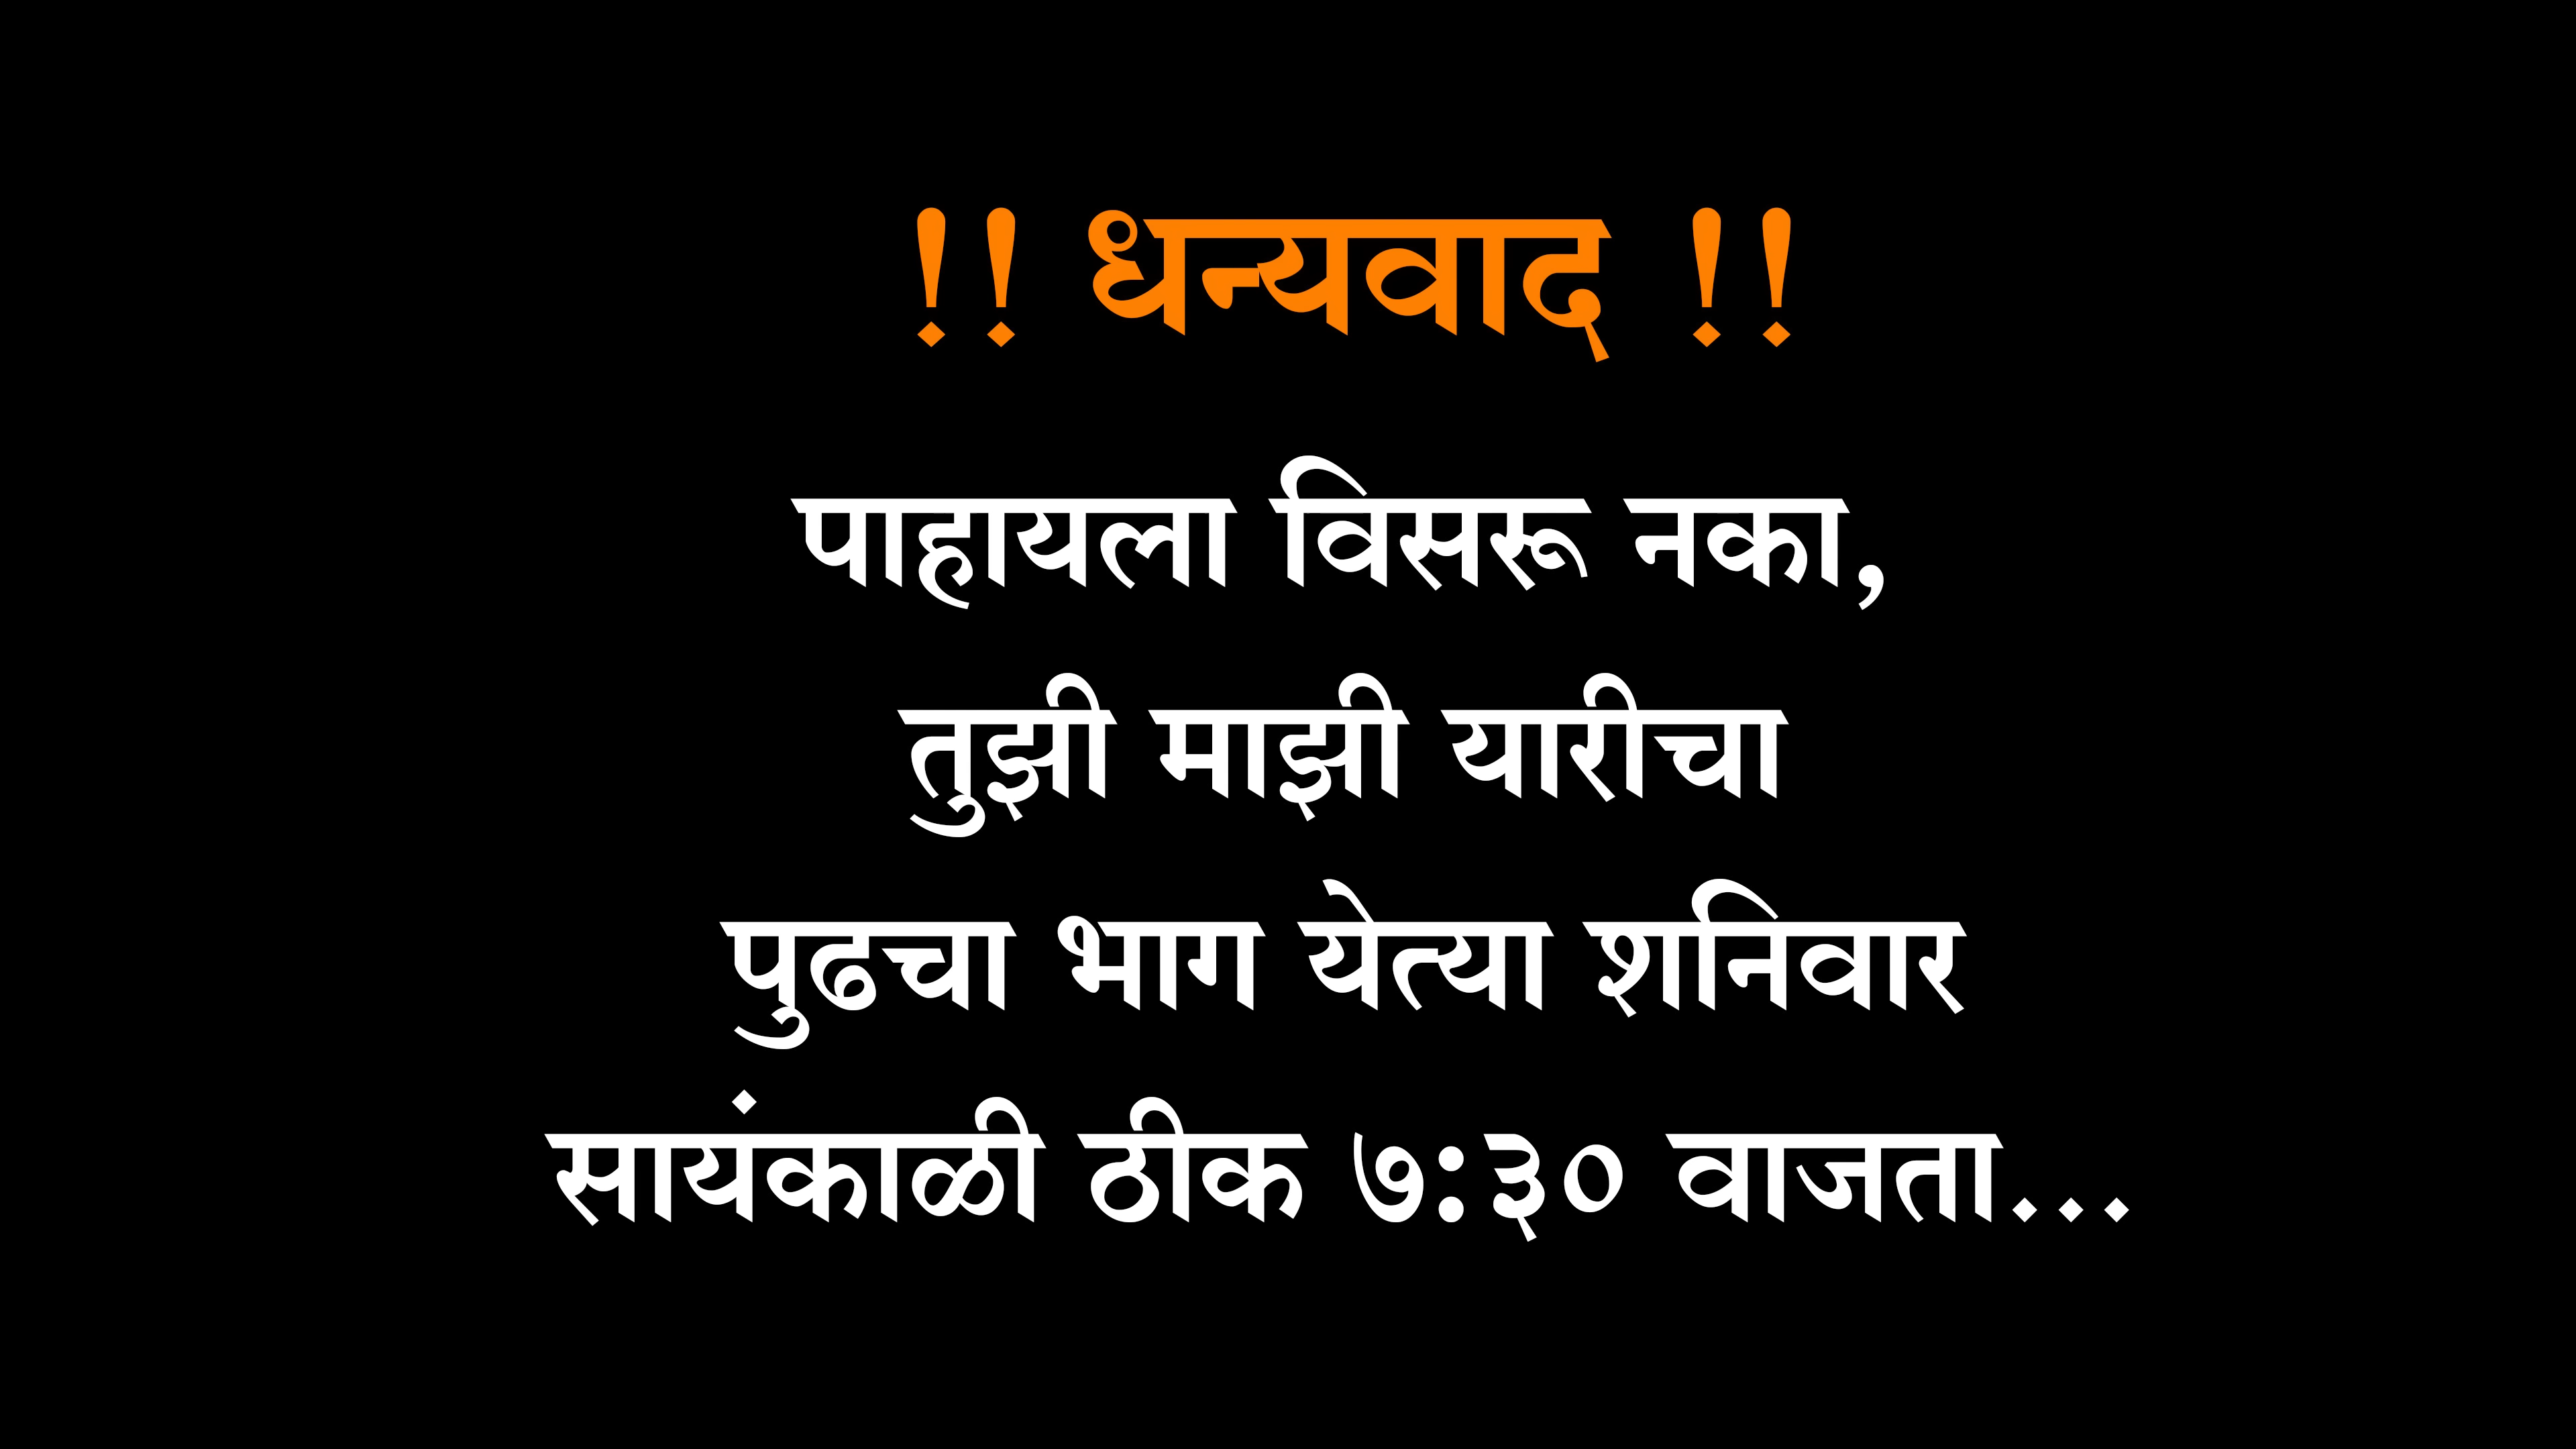 !! धन्यवाद !!
पाहायला विसरू नका,
तुझी माझी यारीचा
पुढचा भाग येत्या शनिवार
सायंकाळी ठीक ७:३० वाजता...